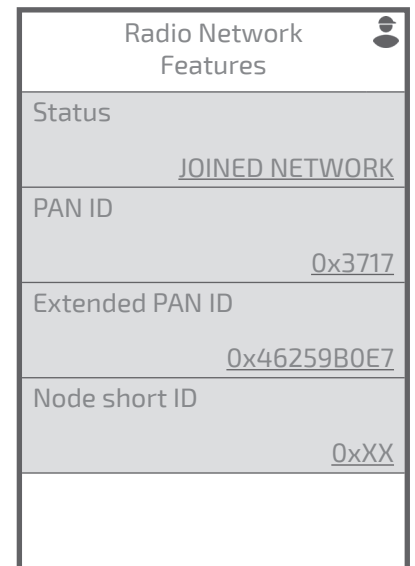 Radio Network
Features
Status
JOINED NETWORK
PAN ID
0x3717
Extended PAN ID
0x46259B0E7
Node short ID
0xXX